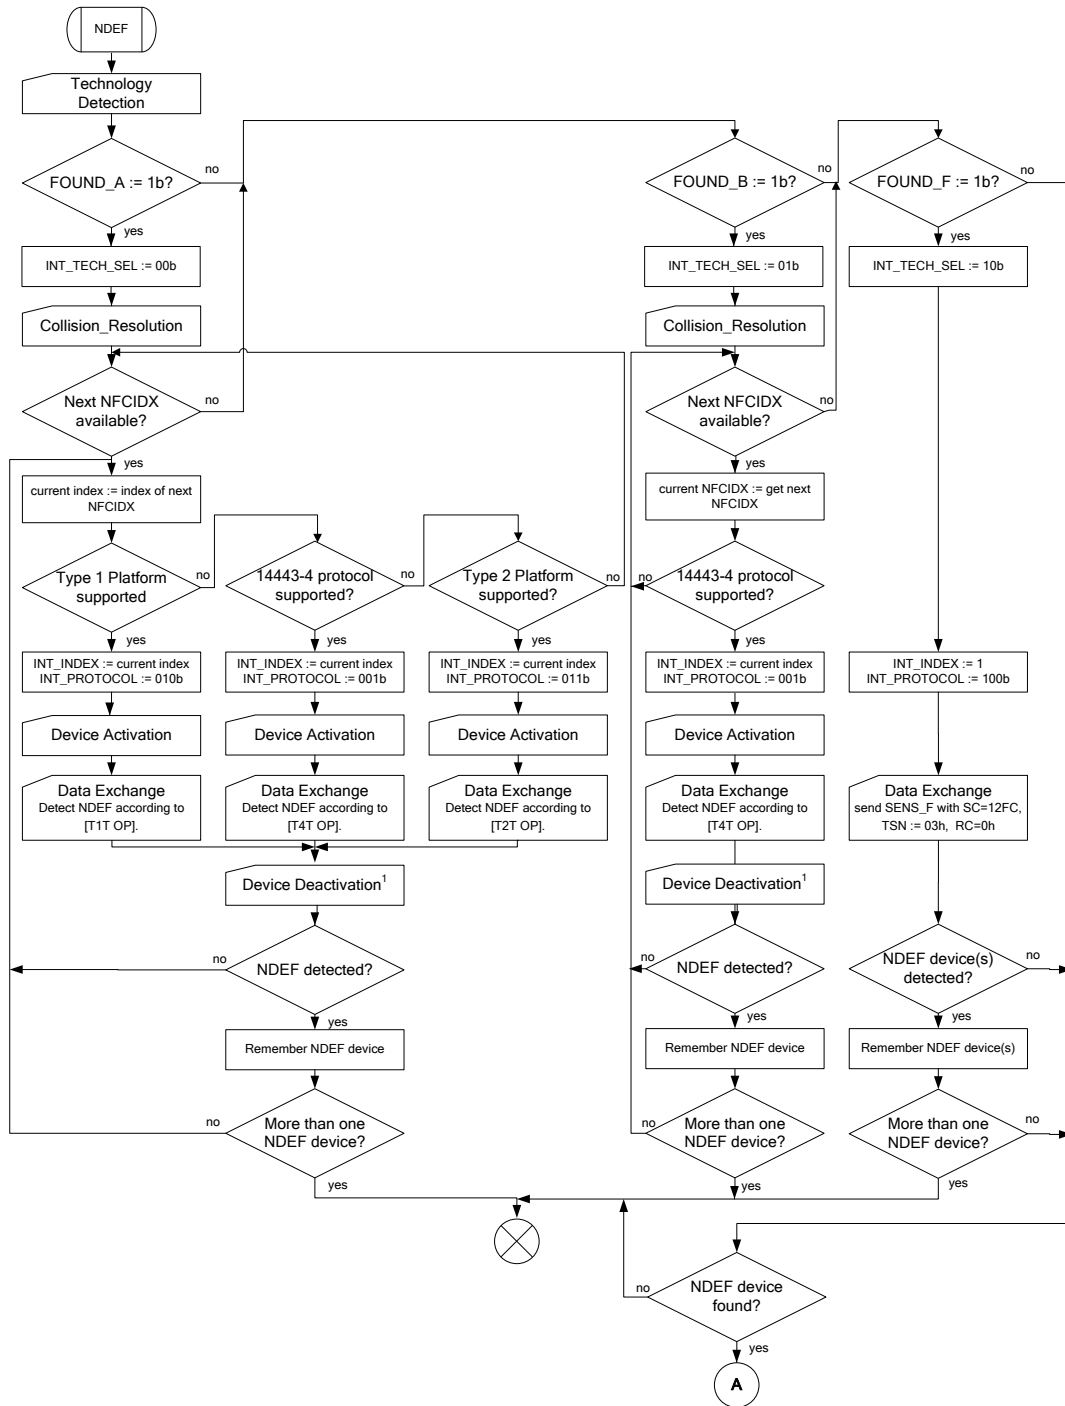 NDEF
Technology
Detection
FOUND_A := 1b?
no
yes
FOUND_B := 1b?
no
yes
FOUND_F := 1b?
no
yes
INT_TECH_SEL := 00b
INT_TECH_SEL := 01b
INT_TECH_SEL := 10b
Collision_Resolution
Collision_Resolution
Next NFCIDX
available?
no
yes
Next NFCIDX
available?
no
yes
current index := index of next
NFCIDX
current NFCIDX := get next
NFCIDX
Type 1 Platform
supported
no
yes
14443-4 protocol
supported?
no
yes
Type 2 Platform
supported?
no
yes
14443-4 protocol
supported?
no
yes
INT_INDEX := current index
INT_PROTOCOL := 010b
INT_INDEX := current index
INT_PROTOCOL := 001b
INT_INDEX := current index
INT_PROTOCOL := 011b
INT_INDEX := current index
INT_PROTOCOL := 001b
INT_INDEX := 1
INT_PROTOCOL := 100b
Device Activation
Device Activation
Device Activation
Device Activation
Data Exchange
Detect NDEF according to
[T1T OP].
Data Exchange
Detect NDEF according to
[T4T OP].
Data Exchange
Detect NDEF according to
[T2T OP].
Data Exchange
Detect NDEF according to
[T4T OP].
Data Exchange
send SENS_F with SC=12FC,
TSN := 03h, RC=0h
Device Deactivation1
Device Deactivation1
NDEF detected?
no
yes
NDEF detected?
no
yes
NDEF device(s)
detected?
no
yes
Remember NDEF device
Remember NDEF device
Remember NDEF device(s)
More than one
NDEF device?
no
yes
More than one
NDEF device?
no
yes
More than one
NDEF device?
no
yes
NDEF device
found?
no
yes
A